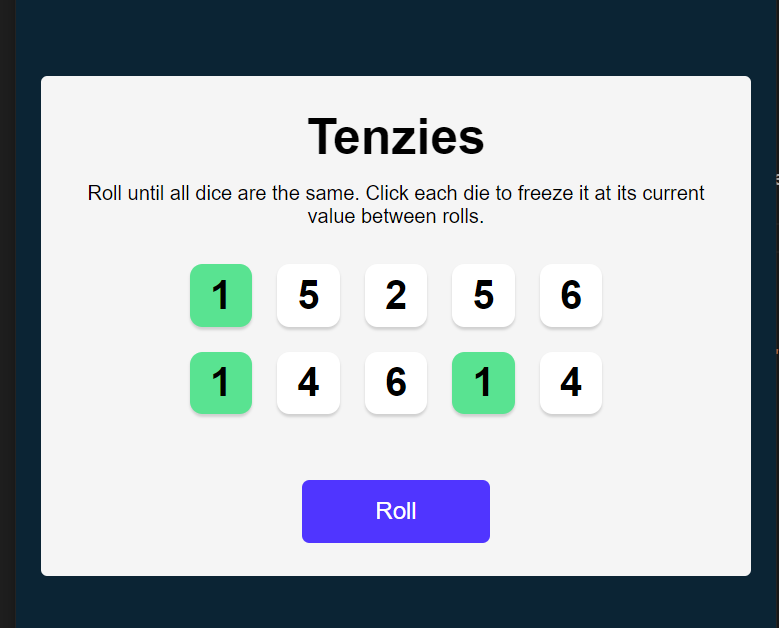 Tenzies
Roll until all dice are the same. Click each die to freeze it at its current
value between rolls.
1 5 2 5 6
1 4 6 1 4
Roll